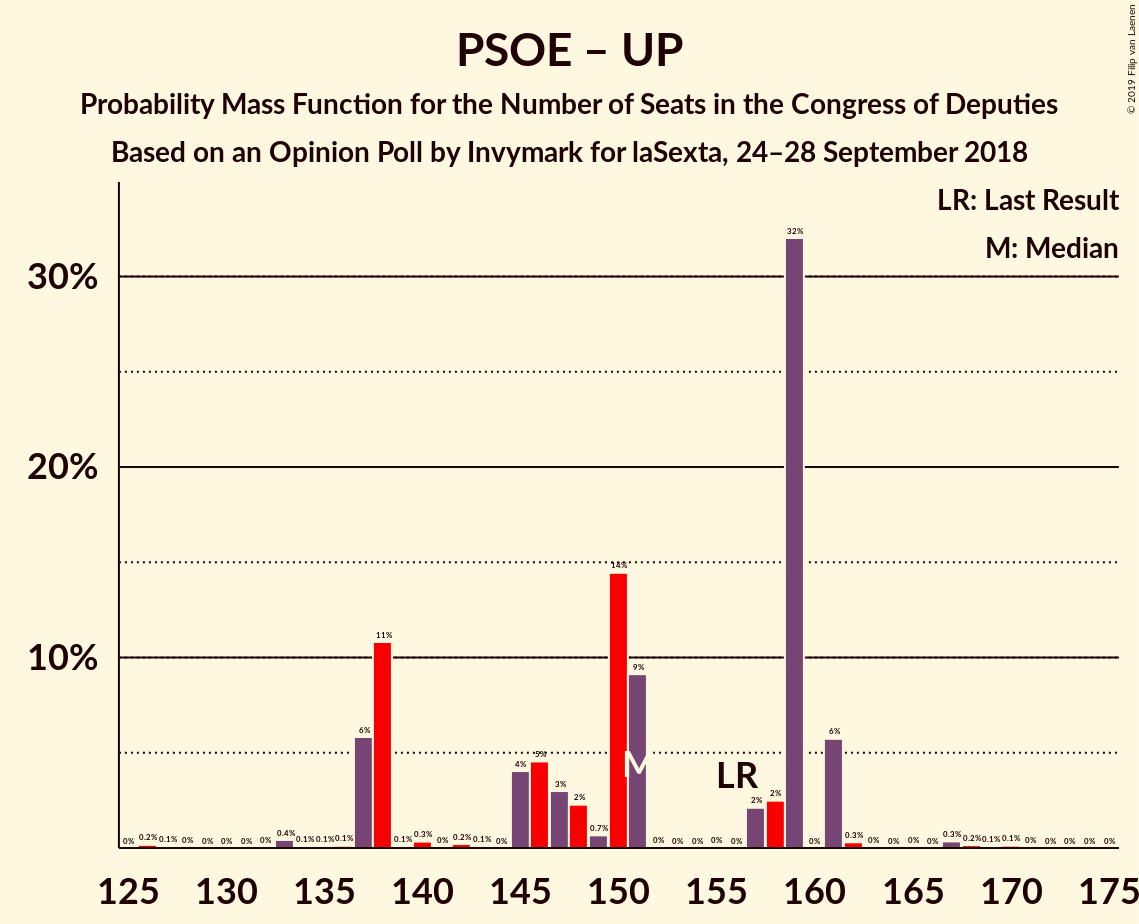 PSOE – UP
Probability Mass Function for the Number of Seats in the Congress of Deputies
Based on an Opinion Poll by Invymark for laSexta, 24–28 September 2018
© 2019 Filip van Laenen
LR: Last Result
M: Median
30%
20%
10%
0% 0.2% 0.1% 0% 0% 0% 0% 0% 0.4% 0.1% 0.1% 0.1% 6% 11% 0.1% 0.3% 0% 0.2% 0.1% 0% 4% 5% 3% 2% 0.7% 14% 9% 0% 0% 0% 0% 0% 2% 2% 32% 0% 6% 0.3% 0% 0% 0% 0% 0.3% 0.2% 0.1% 0.1% 0% 0% 0% 0% 0%
M
LR
125 130 135 140 145 150 155 160 165 170 175